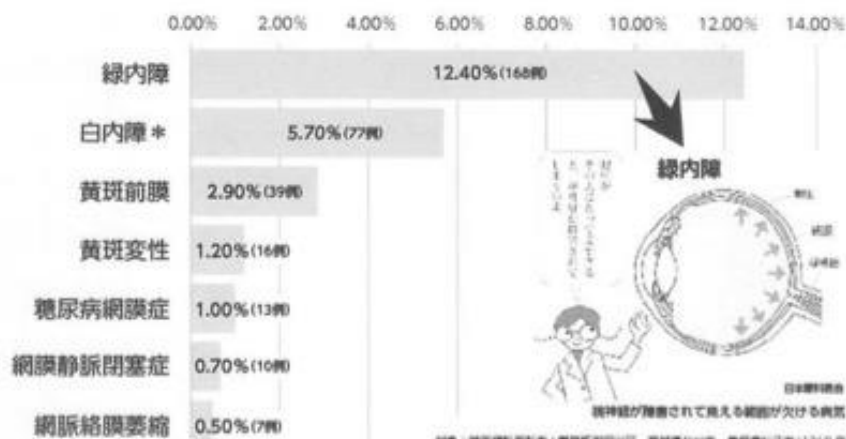 0.00% 2.00% 4.00% 6.00% 8.00% 10.00% 12.00% 14.00%
緑内障 12.40%(168例)
白内障＊ 5.70%(77例)
黄斑前膜 2.90%(39例)
黄斑変性 1.20%(16例)
糖尿病網膜症 1.00%(13例)
網膜静脈閉塞症 0.70%(10例)
網脈絡膜萎縮 0.50%(7例)
緑内障
日本眼科医会
視神経が障害されて見える範囲が欠ける病気